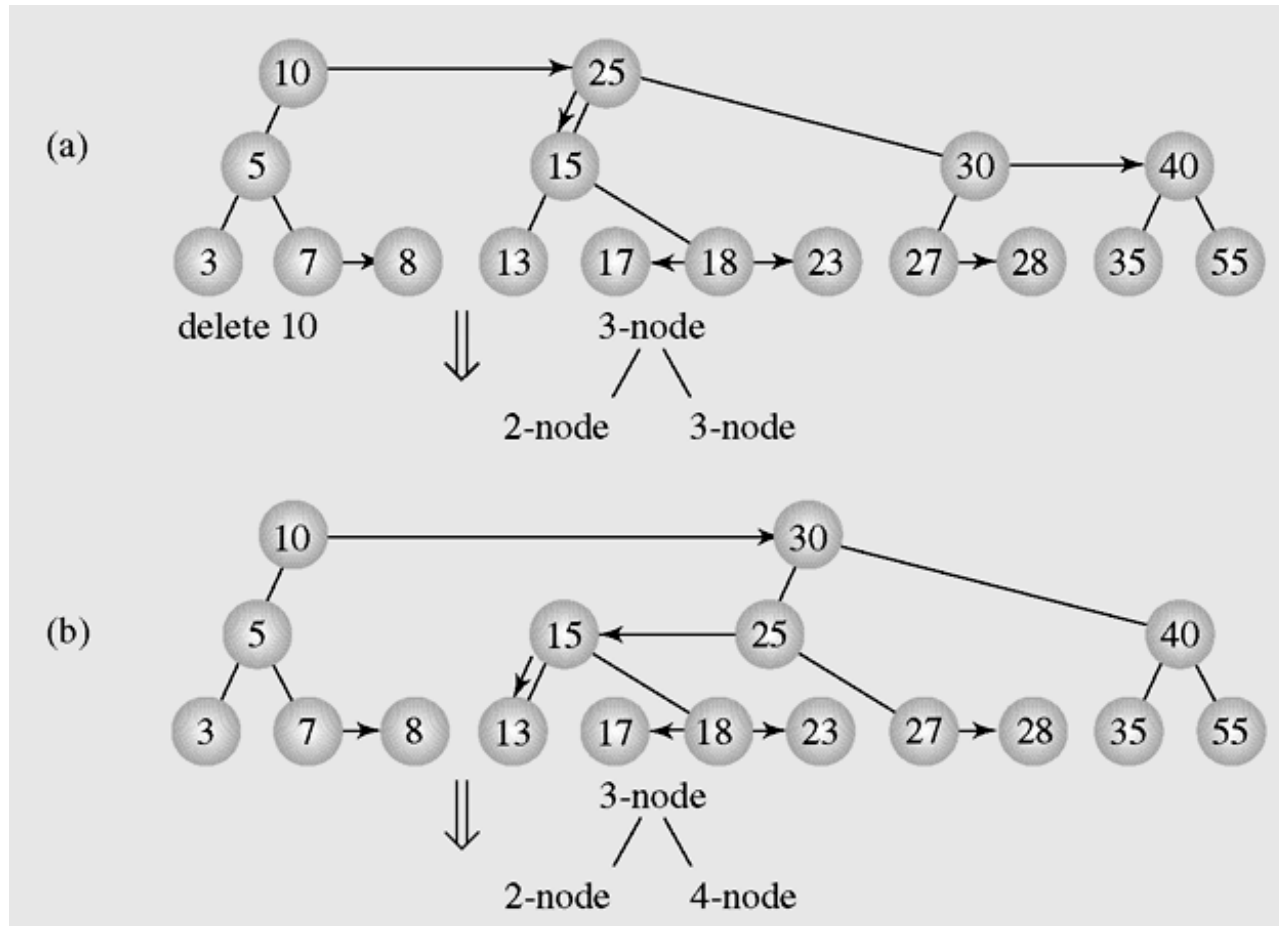 10 25
(a)
5 15 30 40
3 7 8 13 17 18 23 27 28 35 55
delete 10 3-node
2-node 3-node
10 30
(b)
5 15 25 40
3 7 8 13 17 18 23 27 28 35 55
3-node
2-node 4-node